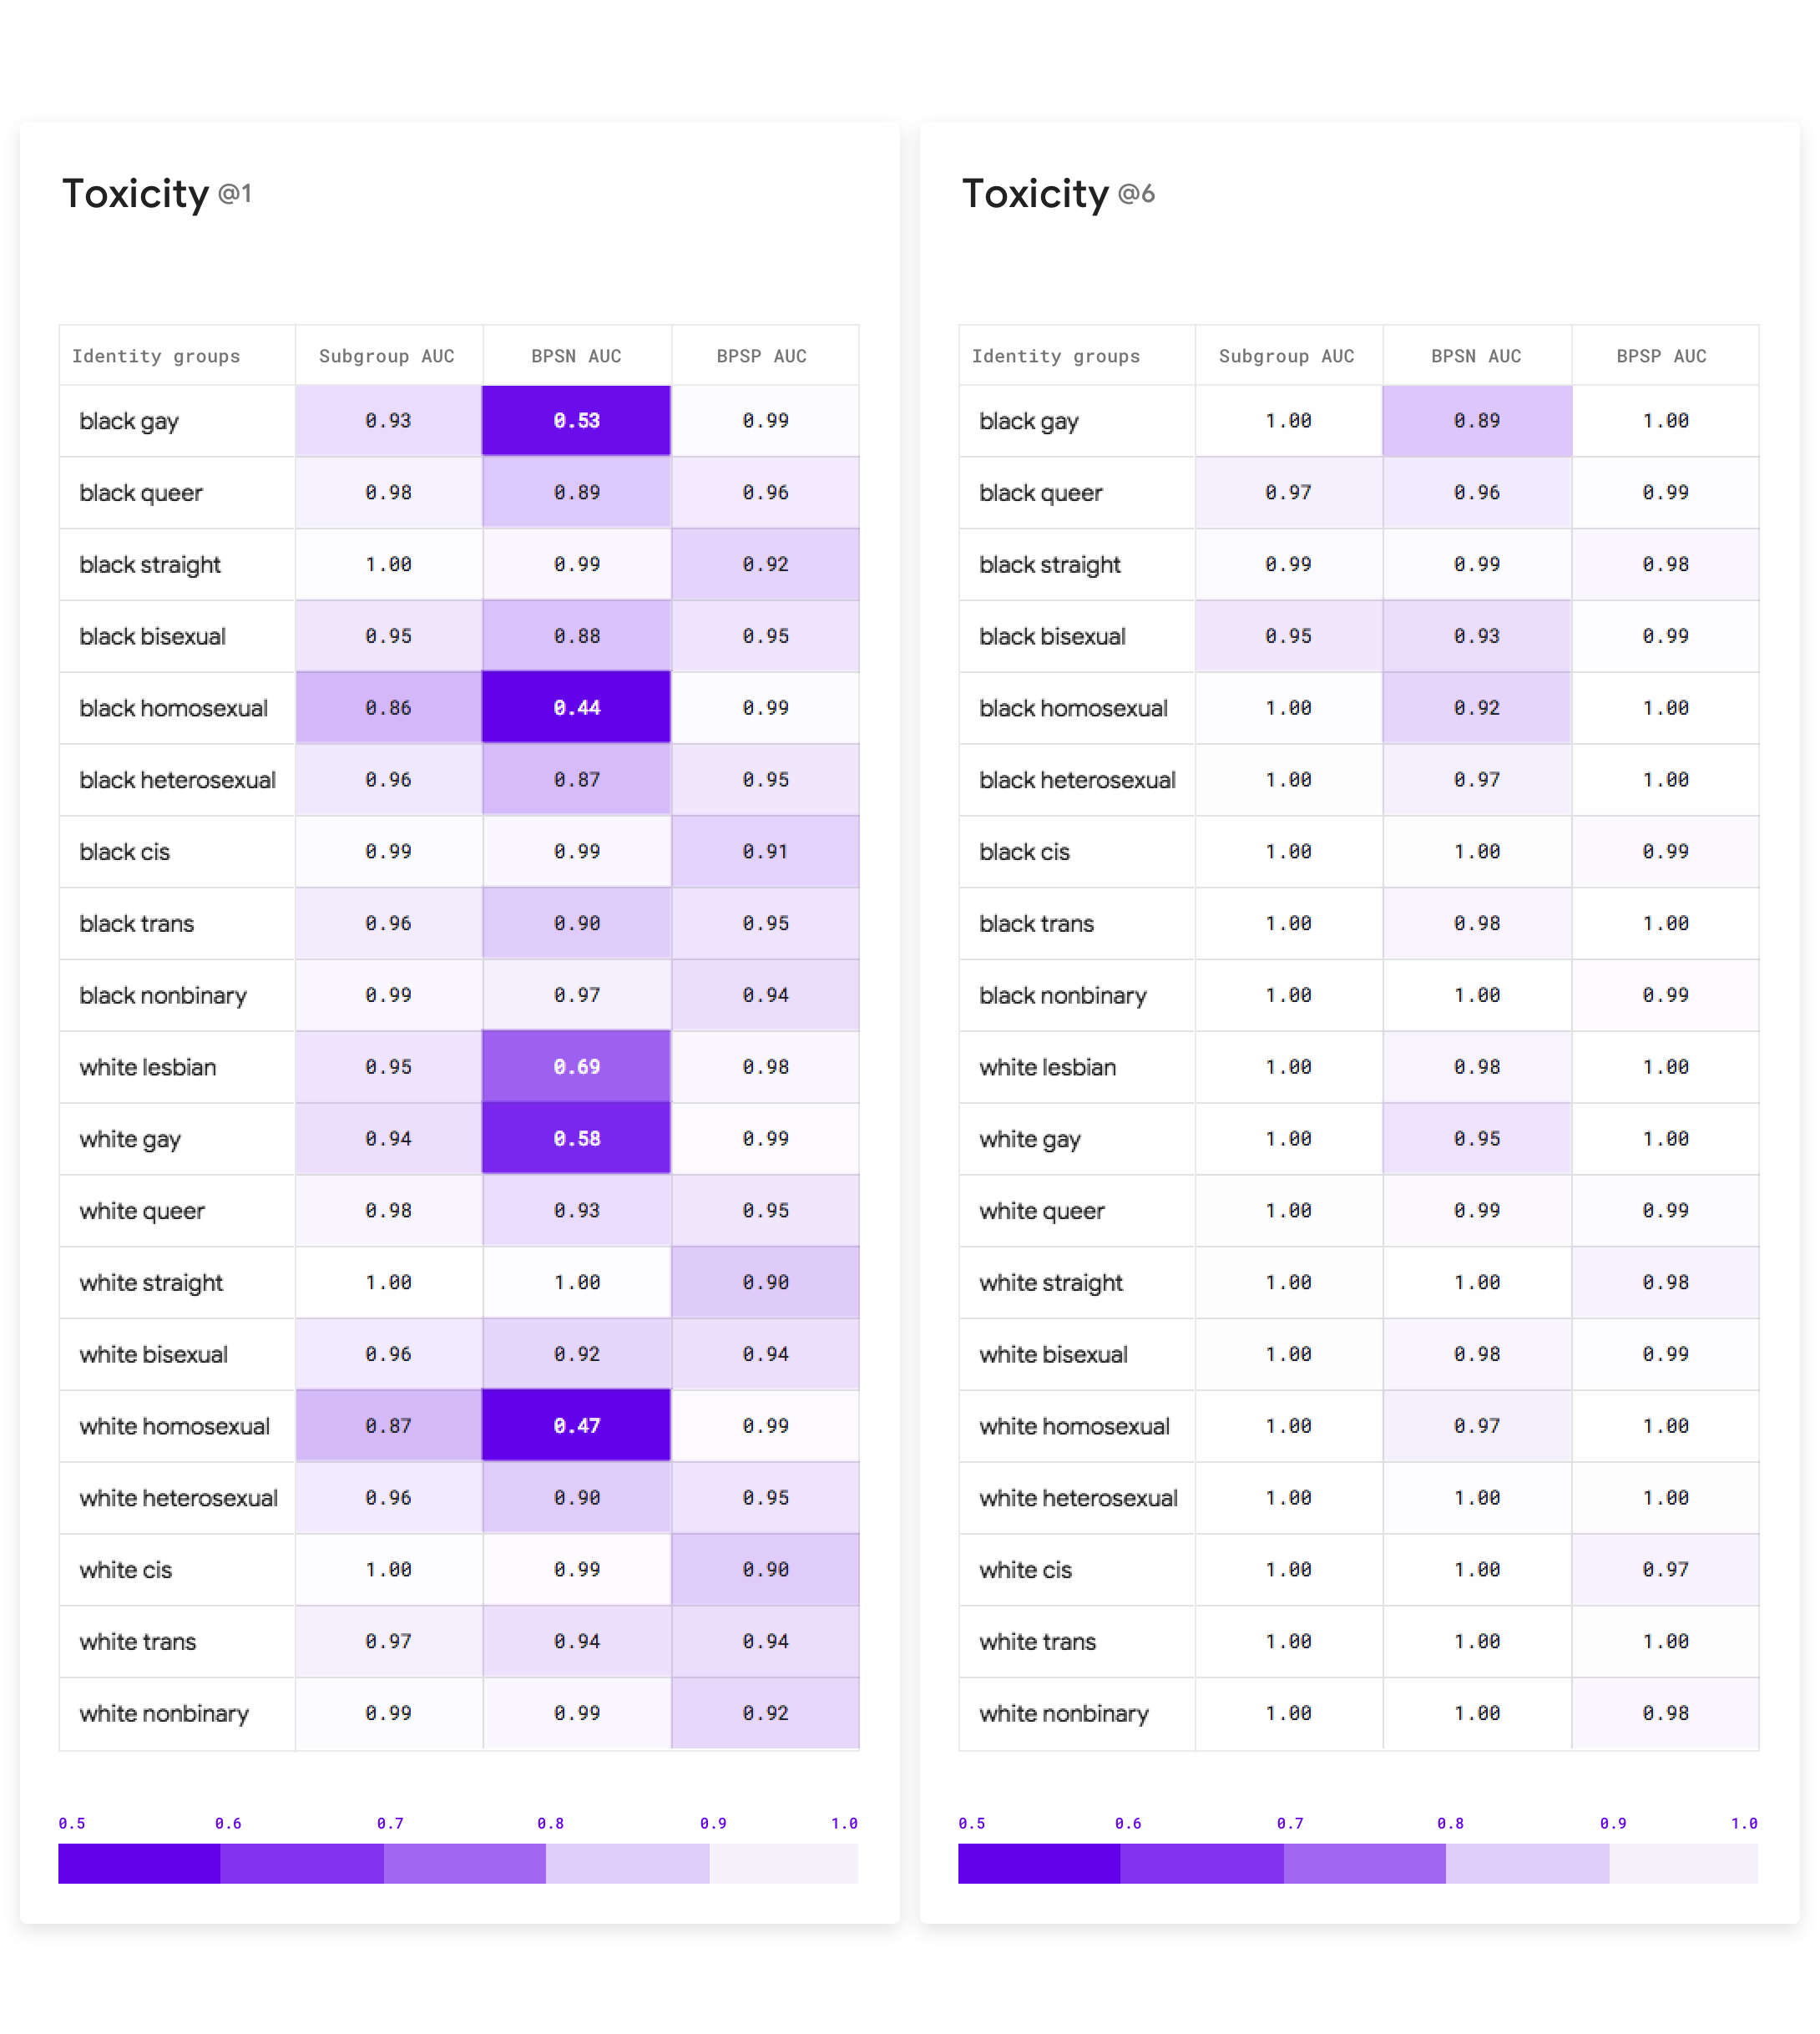 Toxicity @1
Identity groups Subgroup AUC BPSN AUC BPSP AUC
black gay 0.93 0.53 0.99
black queer 0.98 0.89 0.96
black straight 1.00 0.99 0.92
black bisexual 0.95 0.88 0.95
black homosexual 0.86 0.44 0.99
black heterosexual 0.96 0.87 0.95
black cis 0.99 0.99 0.91
black trans 0.96 0.90 0.95
black nonbinary 0.99 0.97 0.94
white lesbian 0.95 0.69 0.98
white gay 0.94 0.58 0.99
white queer 0.98 0.93 0.95
white straight 1.00 1.00 0.90
white bisexual 0.96 0.92 0.94
white homosexual 0.87 0.47 0.99
white heterosexual 0.96 0.90 0.95
white cis 1.00 0.99 0.90
white trans 0.97 0.94 0.94
white nonbinary 0.99 0.99 0.92
0.5 0.6 0.7 0.8 0.9 1.0
Toxicity @6
Identity groups Subgroup AUC BPSN AUC BPSP AUC
black gay 1.00 0.89 1.00
black queer 0.97 0.96 0.99
black straight 0.99 0.99 0.98
black bisexual 0.95 0.93 0.99
black homosexual 1.00 0.92 1.00
black heterosexual 1.00 0.97 1.00
black cis 1.00 1.00 0.99
black trans 1.00 0.98 1.00
black nonbinary 1.00 1.00 0.99
white lesbian 1.00 0.98 1.00
white gay 1.00 0.95 1.00
white queer 1.00 0.99 0.99
white straight 1.00 1.00 0.98
white bisexual 1.00 0.98 0.99
white homosexual 1.00 0.97 1.00
white heterosexual 1.00 1.00 1.00
white cis 1.00 1.00 0.97
white trans 1.00 1.00 1.00
white nonbinary 1.00 1.00 0.98
0.5 0.6 0.7 0.8 0.9 1.0